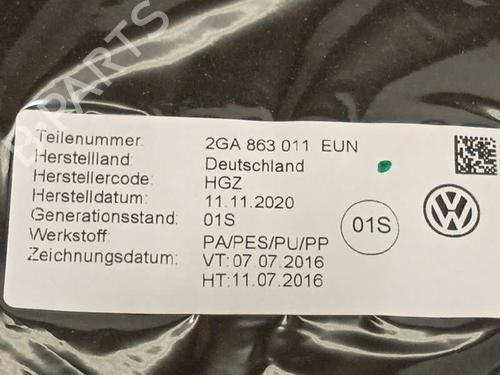 B-PARTS
Teilenummer: 2GA 863 011 EUN
Herstellland: Deutschland
Herstellercode: HGZ
Herstelldatum: 11.11.2020
Generationsstand: 01S
Werkstoff: PA/PES/PU/PP
Zeichnungsdatum: VT:07.07.2016
HT:11.07.2016
01S